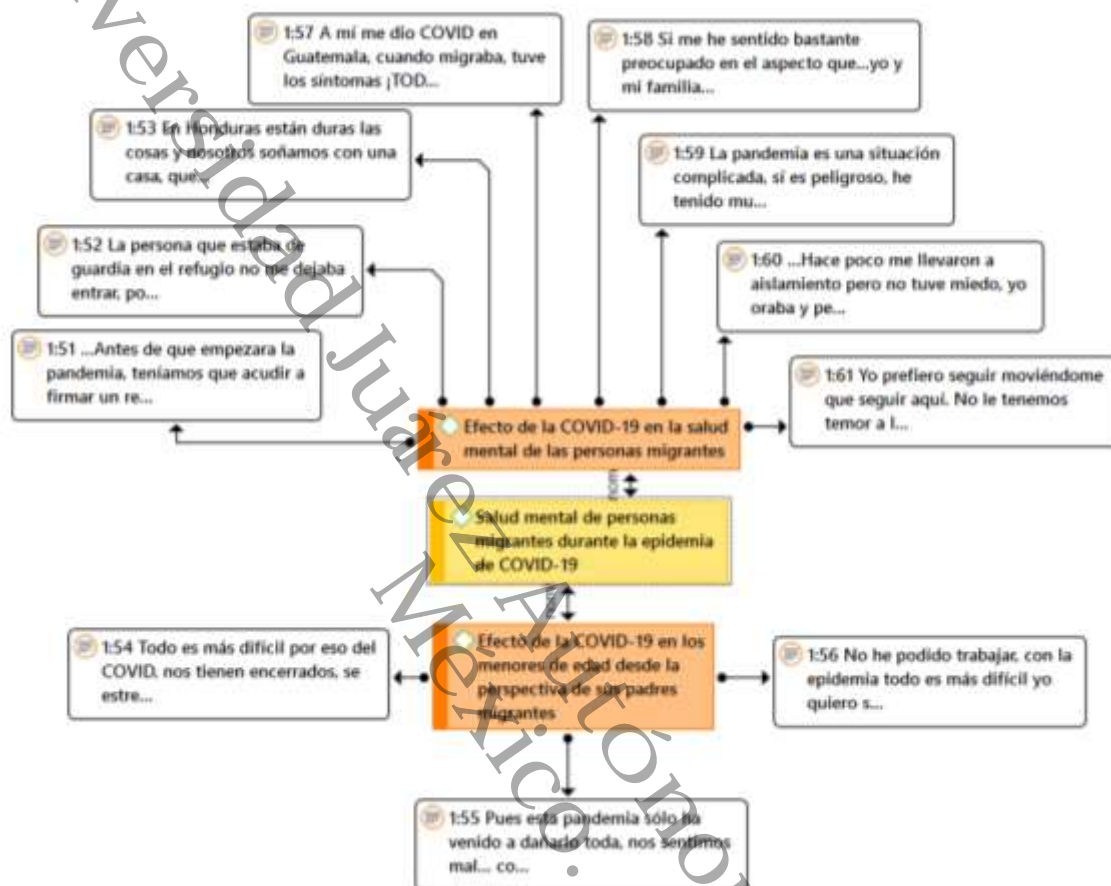 1:57 A mí me dio COVID en
Guatemala, cuando migraba, tuve
los síntomas ¡TOD...
1:58 Si me he sentido bastante
preocupado en el aspecto que...yo y
mi familia...
1:53 En Honduras están duras las
cosas y nosotros soñamos con una
casa, que...
1:59 La pandemia es una situación
complicada, sí es peligroso, he
tenido mu...
1:52 La persona que estaba de
guardia en el refugio no me dejaba
entrar, po...
1:60 ...Hace poco me llevaron a
aislamiento pero no tuve miedo, yo
oraba y pe...
1:51 ...Antes de que empezara la
pandemia, teníamos que acudir a
firmar un re...
1:61 Yo prefiero seguir moviéndome
que seguir aquí. No le tenemos
temor a l...
Efecto de la COVID-19 en la salud
mental de las personas migrantes
nom
Salud mental de personas
migrantes durante la epidemia
de COVID-19
Efecto de la COVID-19 en los
menores de edad desde la
perspectiva de sus padres
migrantes
1:54 Todo es más difícil por eso del
COVID, nos tienen encerrados, se
estre...
1:56 No he podido trabajar, con la
epidemia todo es más difícil yo
quiero s...
1:55 Pues esta pandemia sólo ha
venido a dañarlo toda, nos sentimos
mal... co...
versidad Juárez Autónom
México.